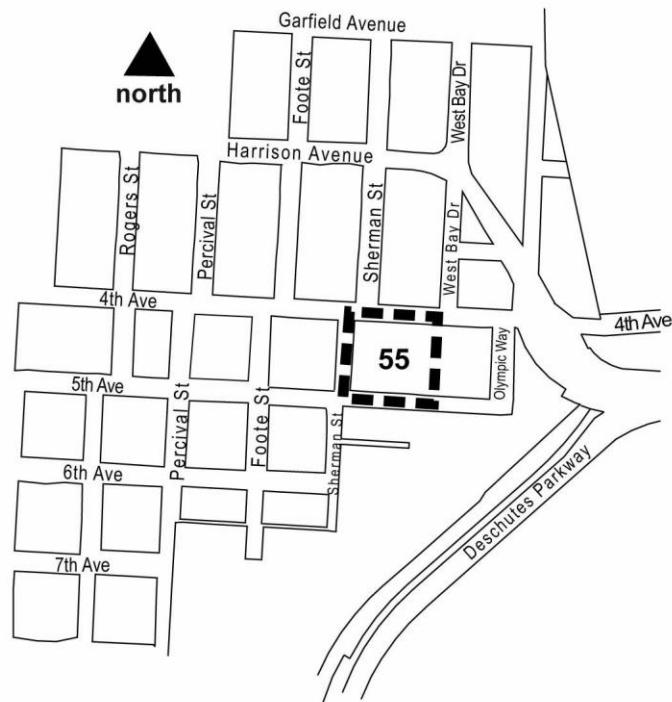 Garfield Avenue
north
Foote St
West Bay Dr
Harrison Avenue
Rogers St
Percival St
Sherman St
West Bay Dr
4th Ave
4th Ave
55
Olympic Way
5th Ave
Percival St
Foote St
Sherman St
6th Ave
Deschutes Parkway
7th Ave